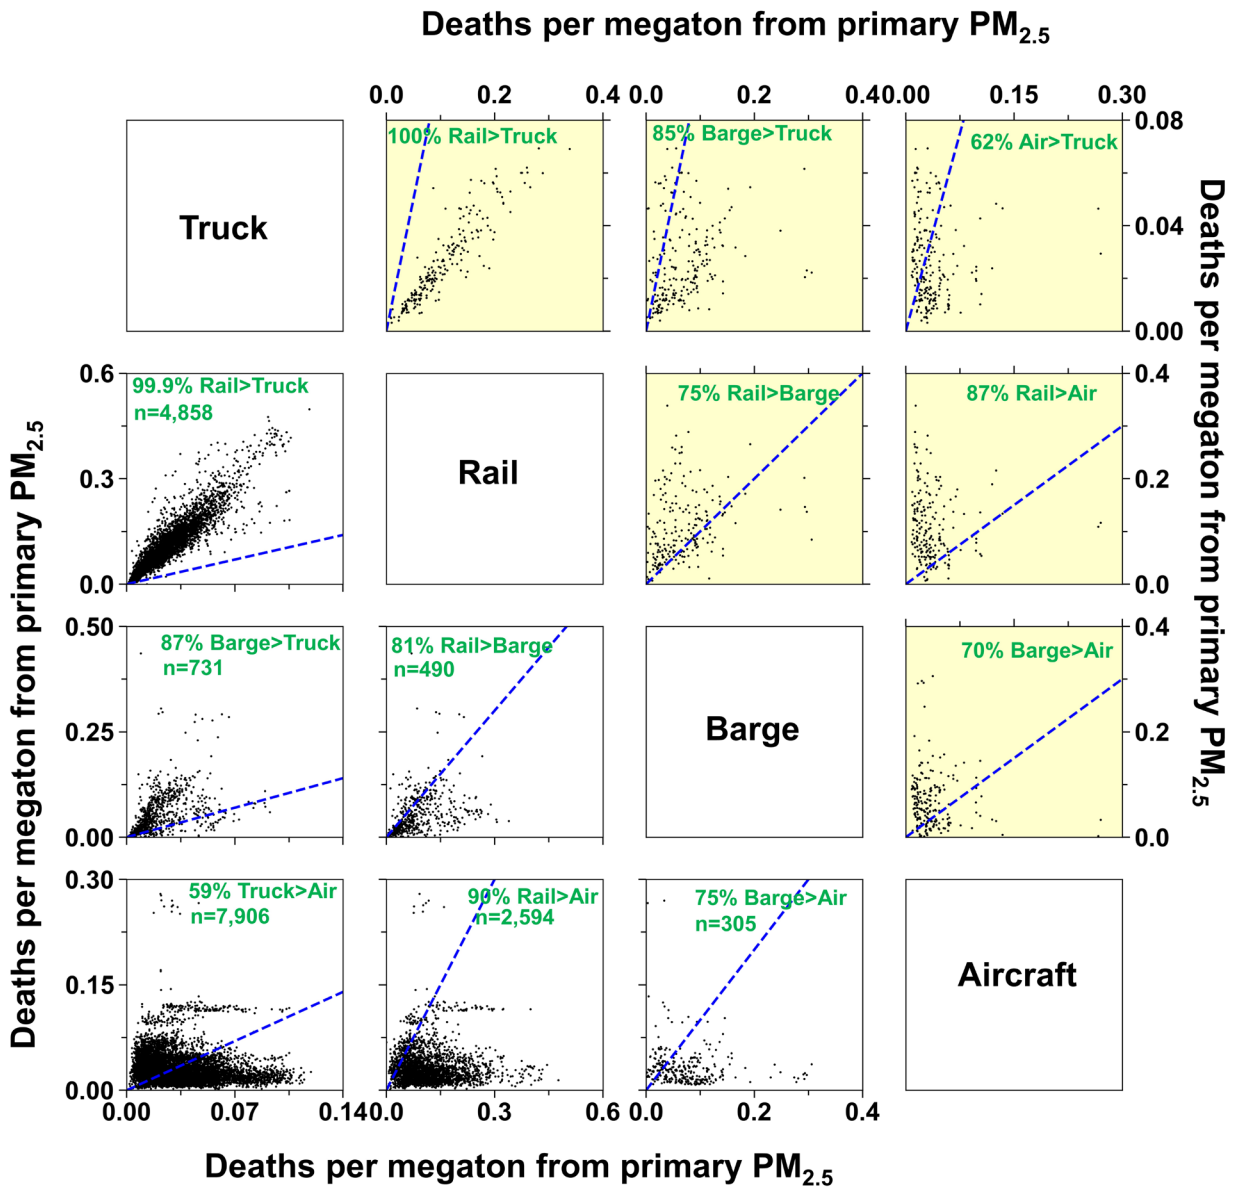 Deaths per megaton from primary PM2.5
0.0 0.2 0.4 0.0 0.2 0.4 0.00 0.15 0.30
Truck
100% Rail>Truck
85% Barge>Truck
62% Air>Truck
0.08
0.04
0.00
0.6
0.3
0.0
99.9% Rail>Truck
n=4,858
Rail
75% Rail>Barge
87% Rail>Air
0.4
0.2
0.0
0.50
0.25
0.00
87% Barge>Truck
n=731
81% Rail>Barge
n=490
Barge
70% Barge>Air
0.4
0.2
0.0
0.30
0.15
0.00
59% Truck>Air
n=7,906
90% Rail>Air
n=2,594
75% Barge>Air
n=305
Aircraft
0.00 0.07 0.14 0.0 0.3 0.6 0.0 0.2 0.4
Deaths per megaton from primary PM2.5
Deaths per megaton from primary PM2.5
Deaths per megaton from primary PM2.5